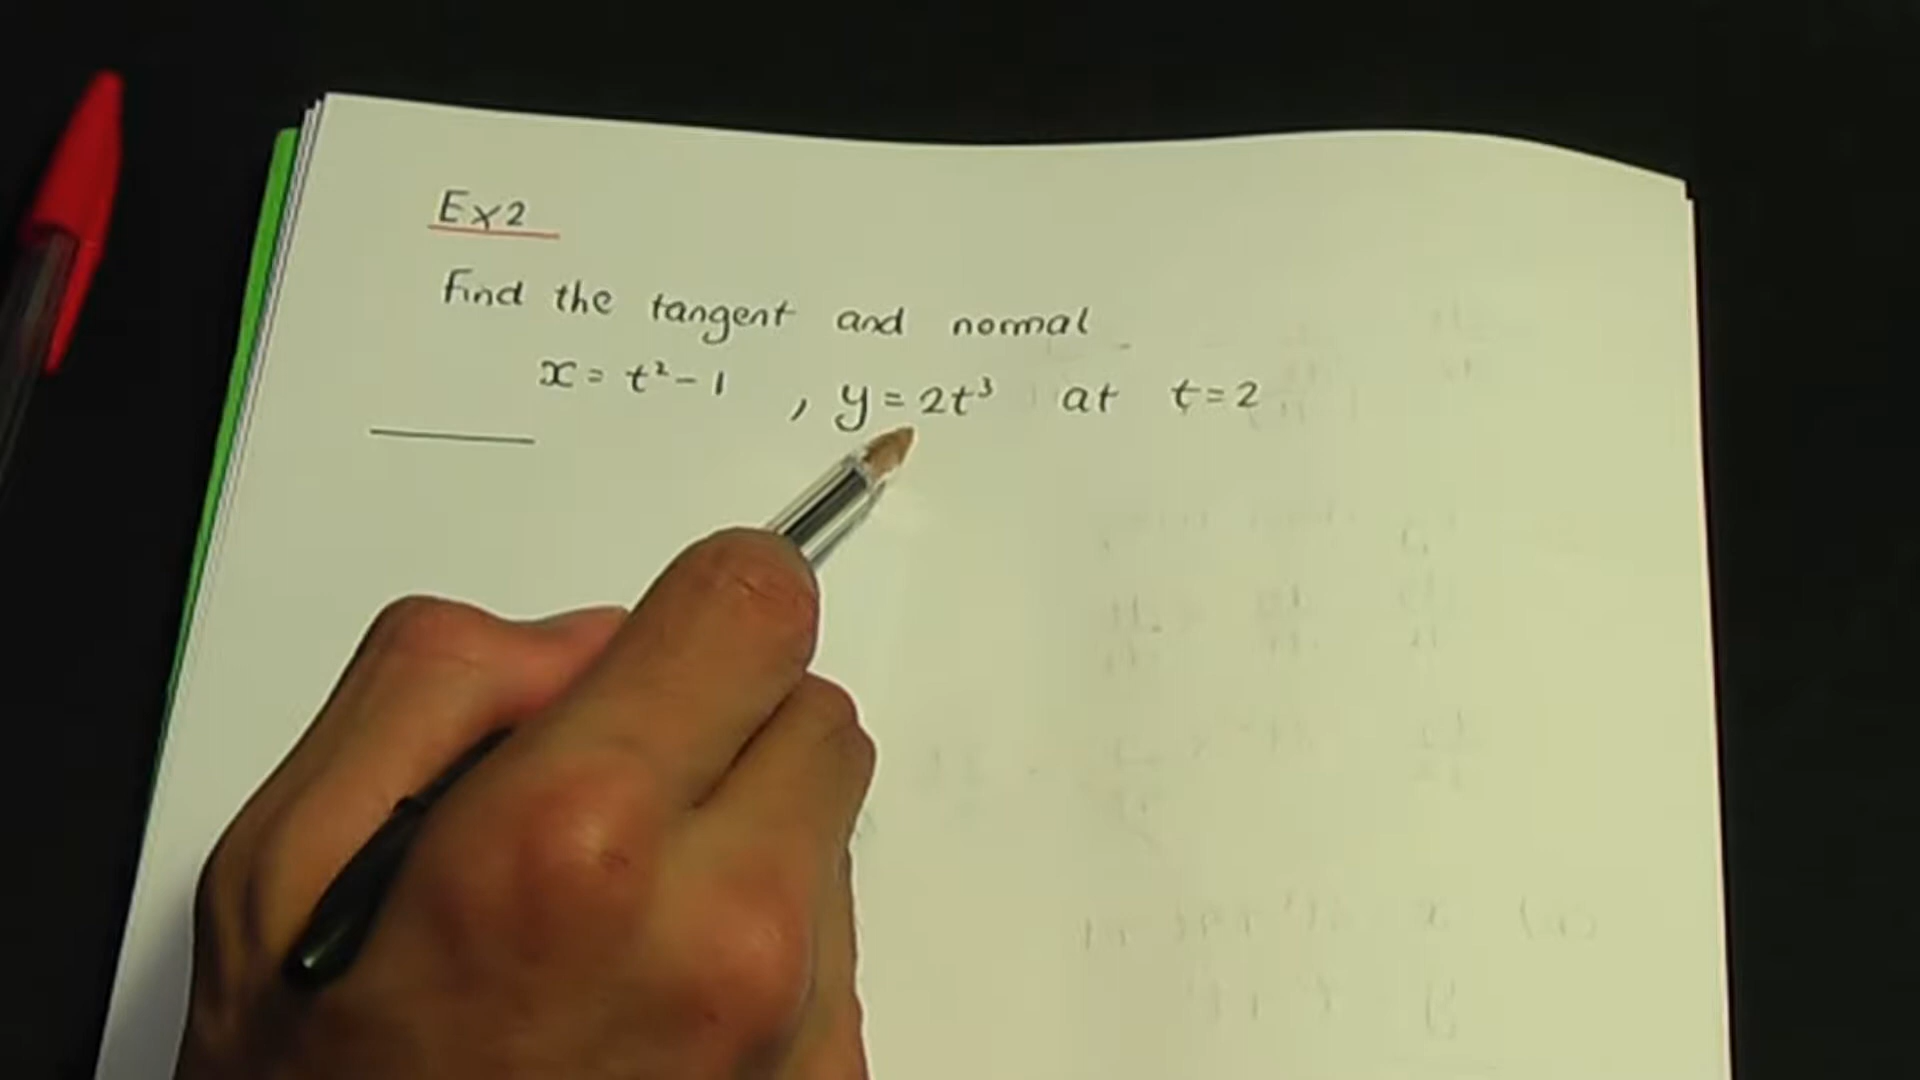 Ex2
Find the tangent and normal
x = t² - 1 , y = 2t³ at t = 2